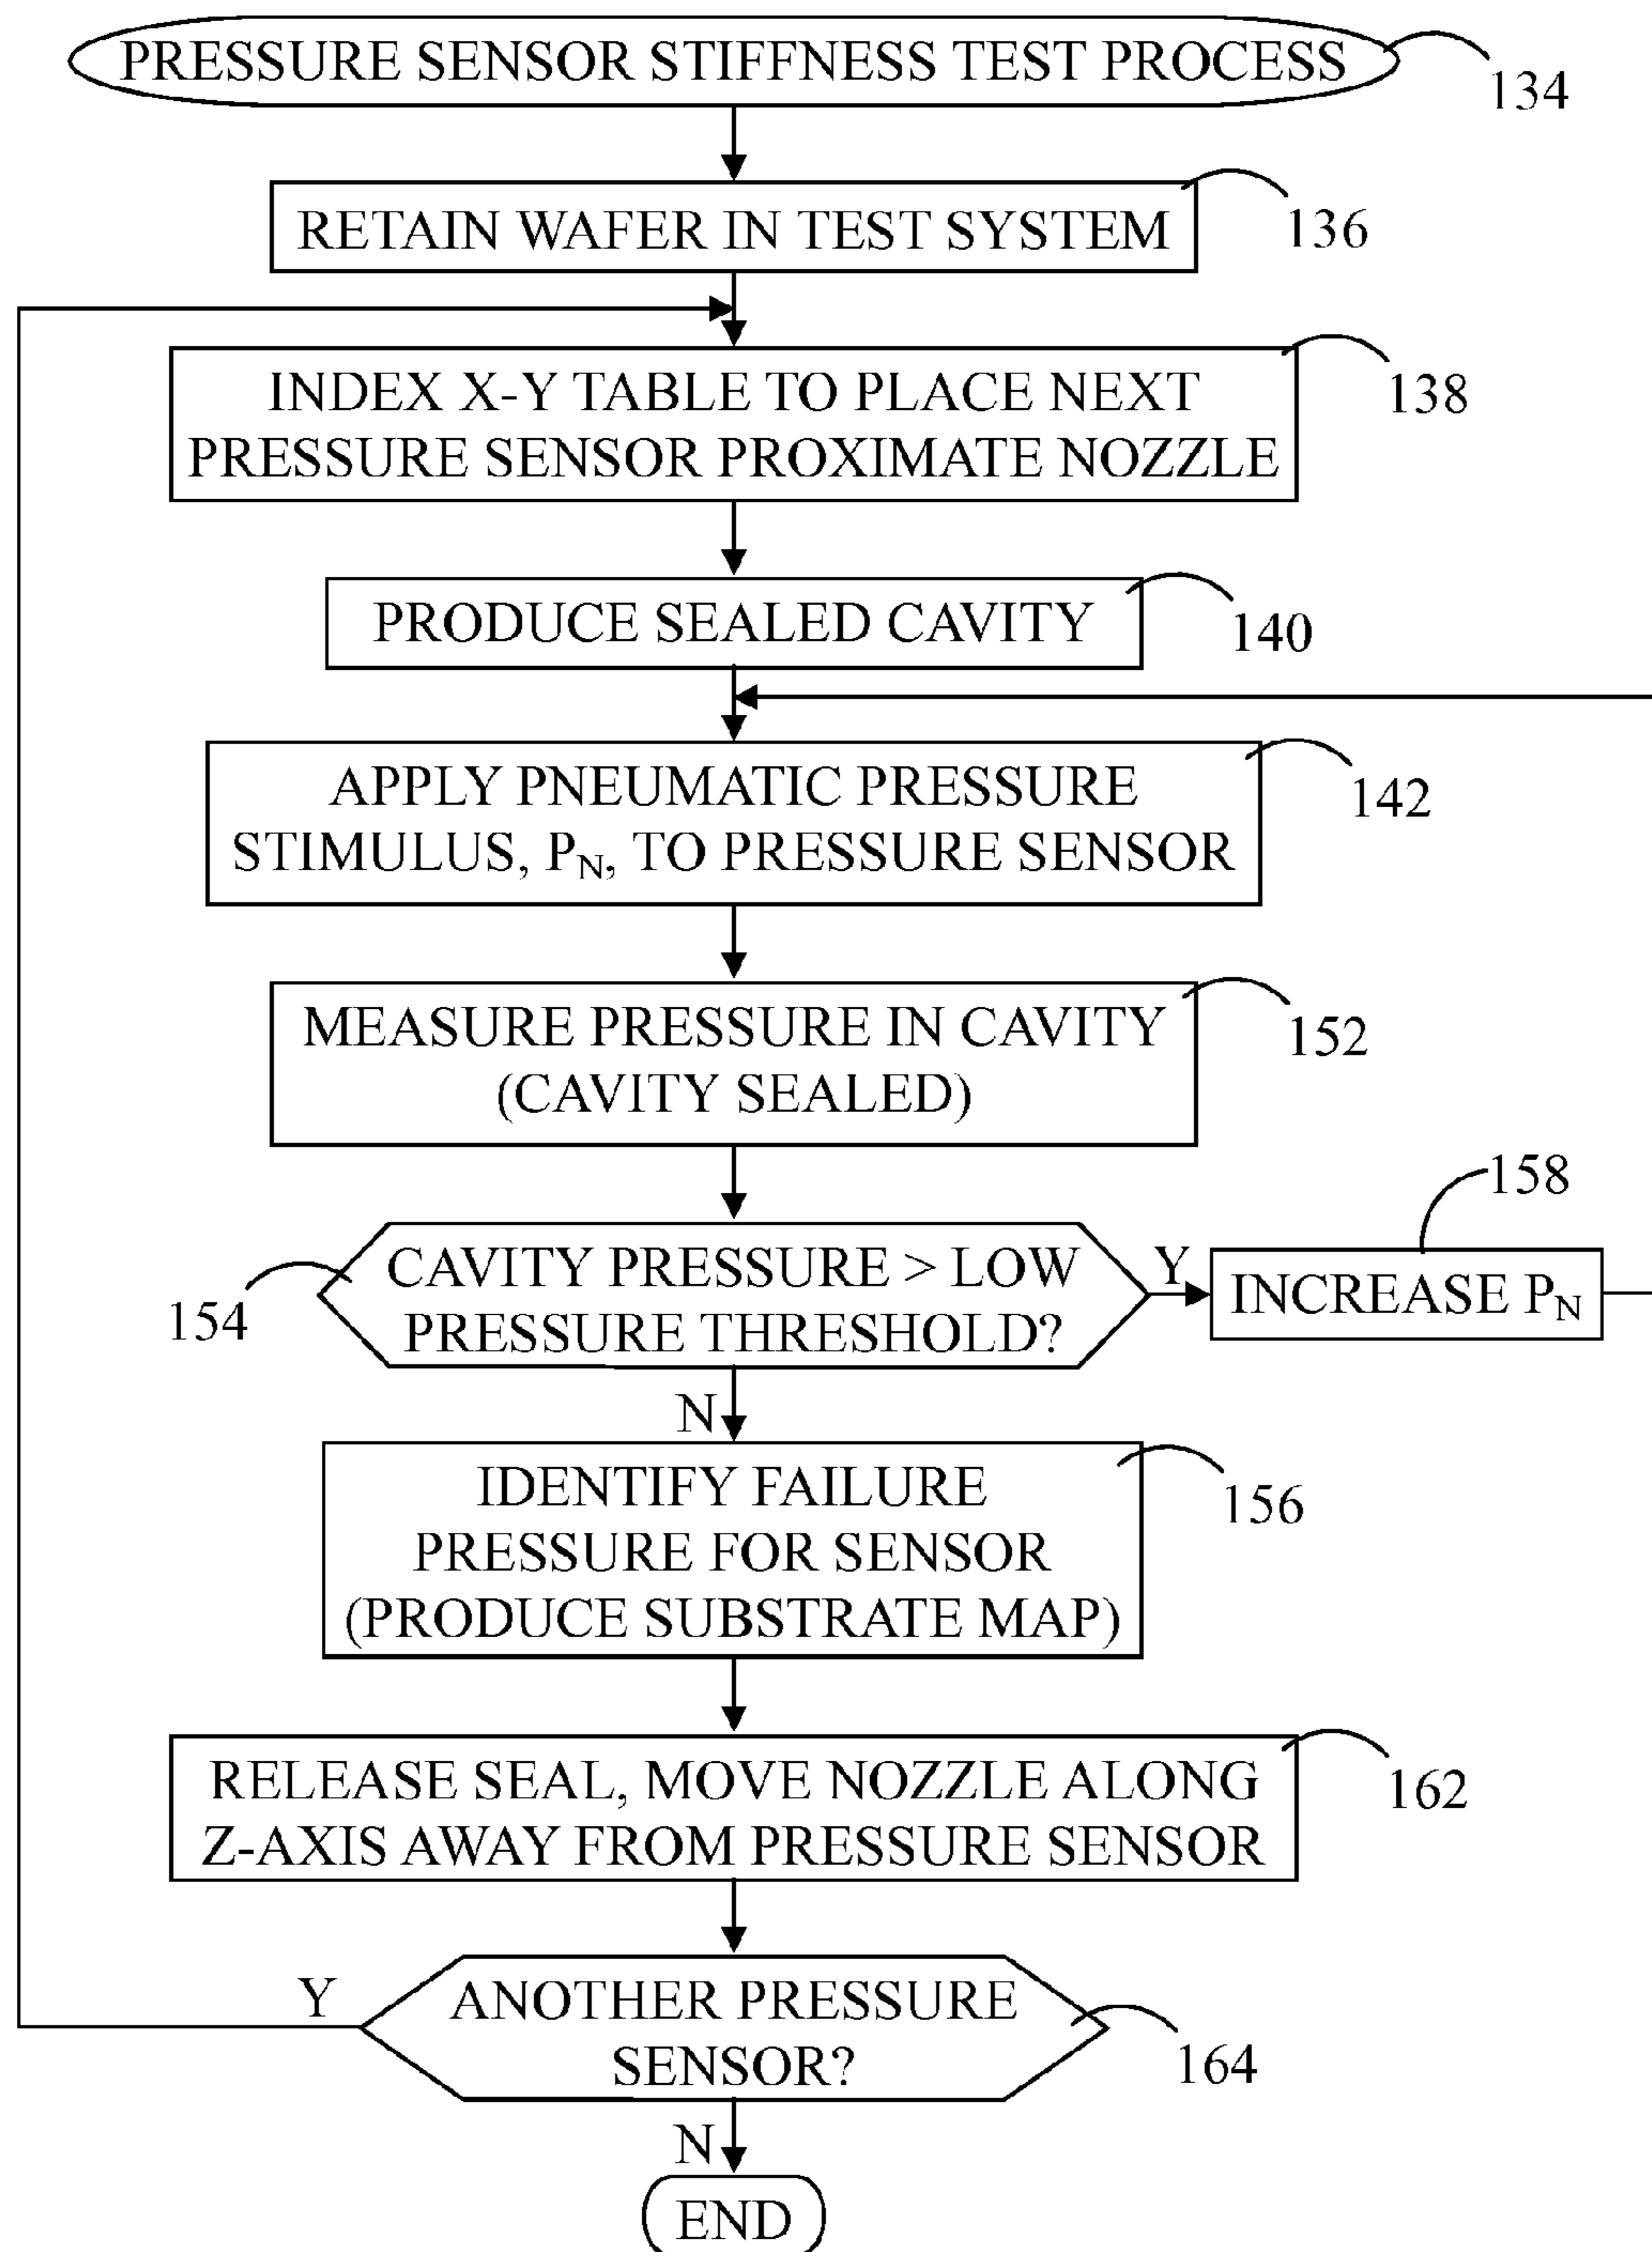 PRESSURE SENSOR STIFFNESS TEST PROCESS
134
RETAIN WAFER IN TEST SYSTEM
136
INDEX X-Y TABLE TO PLACE NEXT
PRESSURE SENSOR PROXIMATE NOZZLE
138
PRODUCE SEALED CAVITY
140
APPLY PNEUMATIC PRESSURE
STIMULUS, PN, TO PRESSURE SENSOR
142
MEASURE PRESSURE IN CAVITY
(CAVITY SEALED)
152
CAVITY PRESSURE > LOW
PRESSURE THRESHOLD?
154
Y
INCREASE PN
158
N
IDENTIFY FAILURE
PRESSURE FOR SENSOR
(PRODUCE SUBSTRATE MAP)
156
RELEASE SEAL, MOVE NOZZLE ALONG
Z-AXIS AWAY FROM PRESSURE SENSOR
162
Y
ANOTHER PRESSURE
SENSOR?
164
N
END